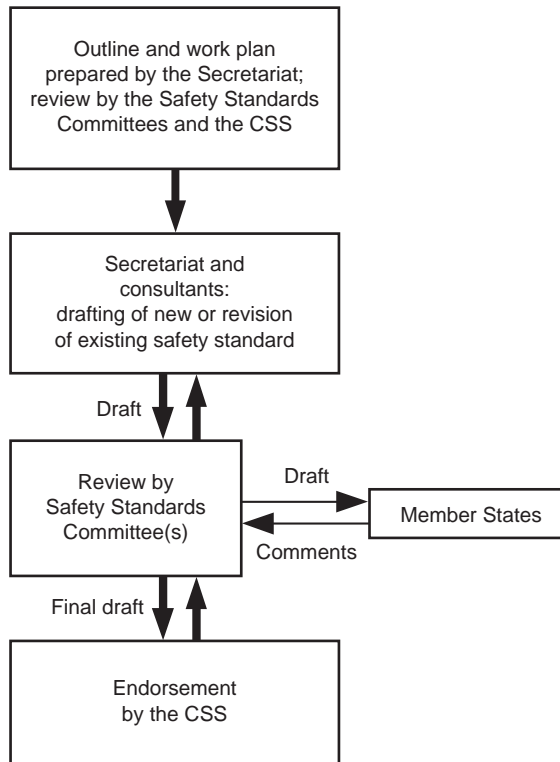 Outline and work plan
prepared by the Secretariat;
review by the Safety Standards
Committees and the CSS
Secretariat and
consultants:
drafting of new or revision
of existing safety standard
Draft
Review by
Safety Standards
Committee(s)
Draft
Member States
Comments
Final draft
Endorsement
by the CSS